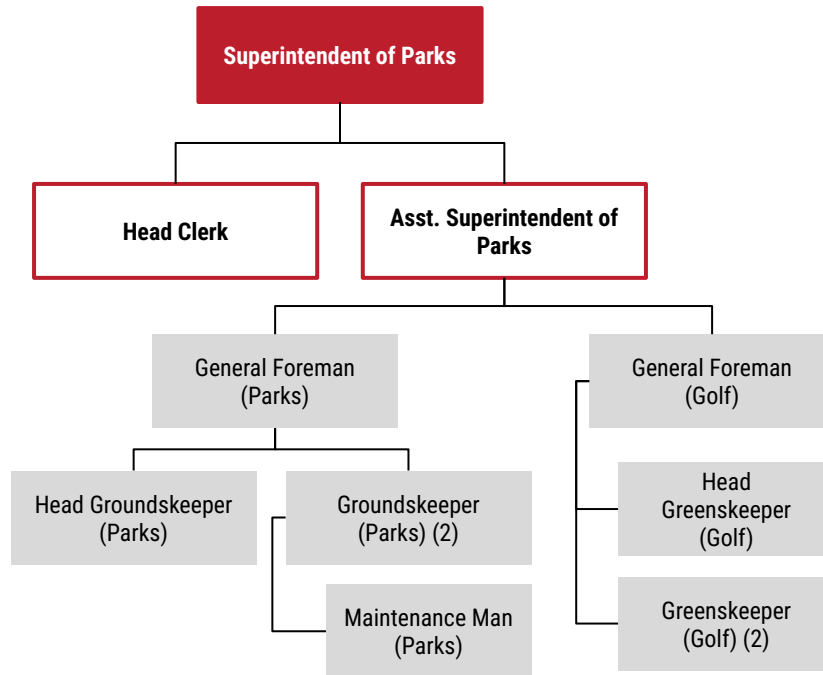 Superintendent of Parks
Head Clerk
Asst. Superintendent of
Parks
General Foreman
(Parks)
General Foreman
(Golf)
Head Groundskeeper
(Parks)
Groundskeeper
(Parks) (2)
Head
Greenskeeper
(Golf)
Maintenance Man
(Parks)
Greenskeeper
(Golf) (2)